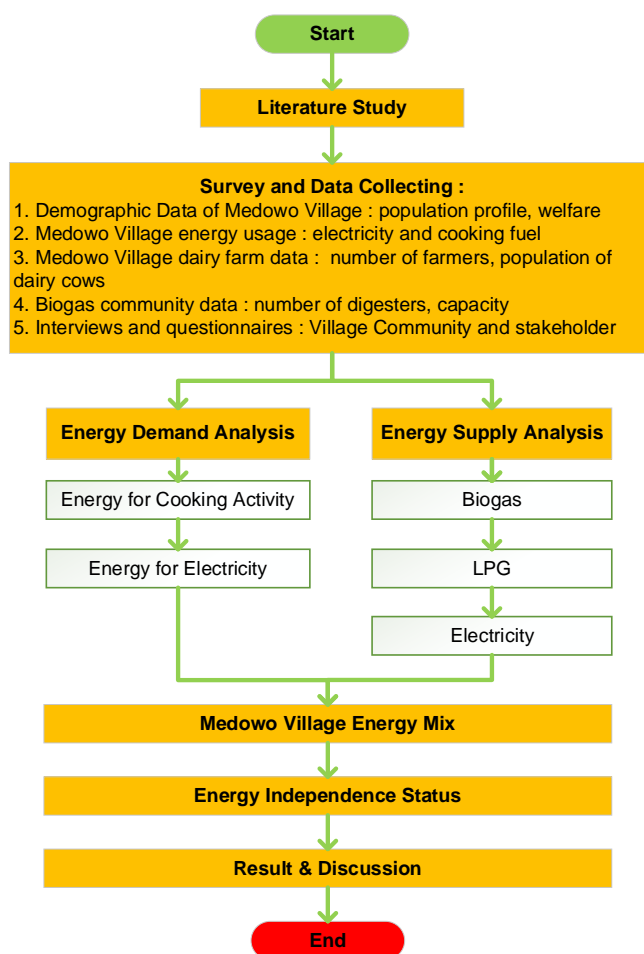 Start
Literature Study
Survey and Data Collecting :
1. Demographic Data of Medowo Village : population profile, welfare
2. Medowo Village energy usage : electricity and cooking fuel
3. Medowo Village dairy farm data :  number of farmers, population of
dairy cows
4. Biogas community data : number of digesters, capacity
5. Interviews and questionnaires : Village Community and stakeholder
Energy Demand Analysis
Energy for Cooking Activity
Energy for Electricity
Energy Supply Analysis
Biogas
LPG
Electricity
Medowo Village Energy Mix
Energy Independence Status
Result & Discussion
End